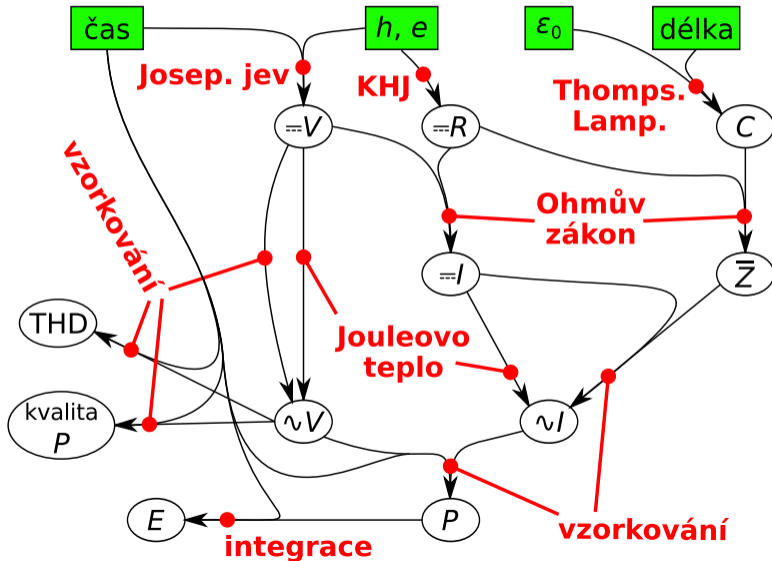 čas
h, e
ε0
délka
Josep. jev
KHJ
Thomps.
Lamp.
⎓V
⎓R
C
vzorkování
Ohmův
zákon
⎓I
Z̅
THD
Jouleovo
teplo
kvalita
P
∿V
∿I
E
P
integrace
vzorkování